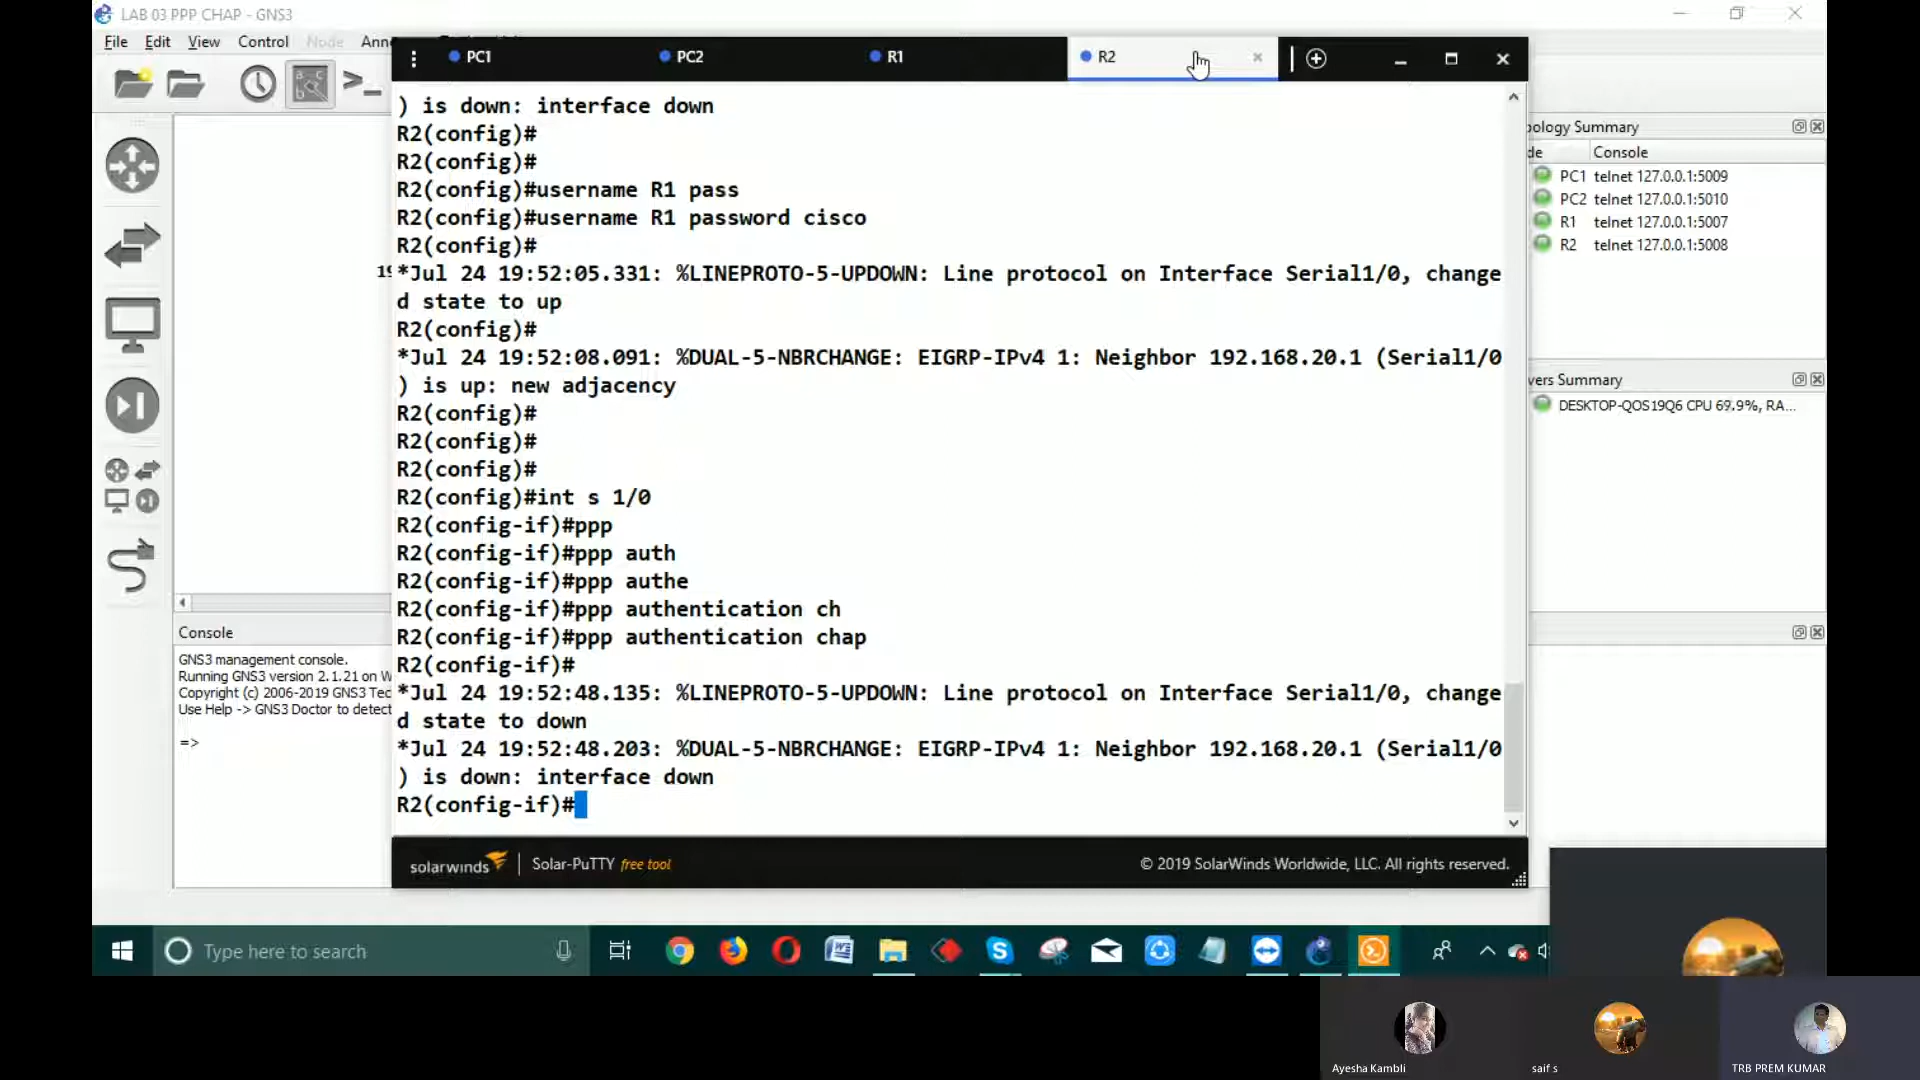 LAB 03 PPP CHAP - GNS3
File Edit View Control Node Ann
PC1 PC2 R1 R2
) is down: interface down
R2(config)#
R2(config)#
R2(config)#username R1 pass
R2(config)#username R1 password cisco
R2(config)#
*Jul 24 19:52:05.331: %LINEPROTO-5-UPDOWN: Line protocol on Interface Serial1/0, change
d state to up
R2(config)#
*Jul 24 19:52:08.091: %DUAL-5-NBRCHANGE: EIGRP-IPv4 1: Neighbor 192.168.20.1 (Serial1/0
) is up: new adjacency
R2(config)#
R2(config)#
R2(config)#
R2(config)#int s 1/0
R2(config-if)#ppp
R2(config-if)#ppp auth
R2(config-if)#ppp authe
R2(config-if)#ppp authentication ch
R2(config-if)#ppp authentication chap
R2(config-if)#
*Jul 24 19:52:48.135: %LINEPROTO-5-UPDOWN: Line protocol on Interface Serial1/0, change
d state to down
*Jul 24 19:52:48.203: %DUAL-5-NBRCHANGE: EIGRP-IPv4 1: Neighbor 192.168.20.1 (Serial1/0
) is down: interface down
R2(config-if)#
solarwinds Solar-PuTTY free tool
© 2019 SolarWinds Worldwide, LLC. All rights reserved.
19
pology Summary
de Console
PC1 telnet 127.0.0.1:5009
PC2 telnet 127.0.0.1:5010
R1 telnet 127.0.0.1:5007
R2 telnet 127.0.0.1:5008
vers Summary
DESKTOP-QOS19Q6 CPU 69.9%, RA...
Console
GNS3 management console.
Running GNS3 version 2.1.21 on W
Copyright (c) 2006-2019 GNS3 Tec
Use Help -> GNS3 Doctor to detect
=>
Type here to search
Ayesha Kambli
saif s
TRB PREM KUMAR